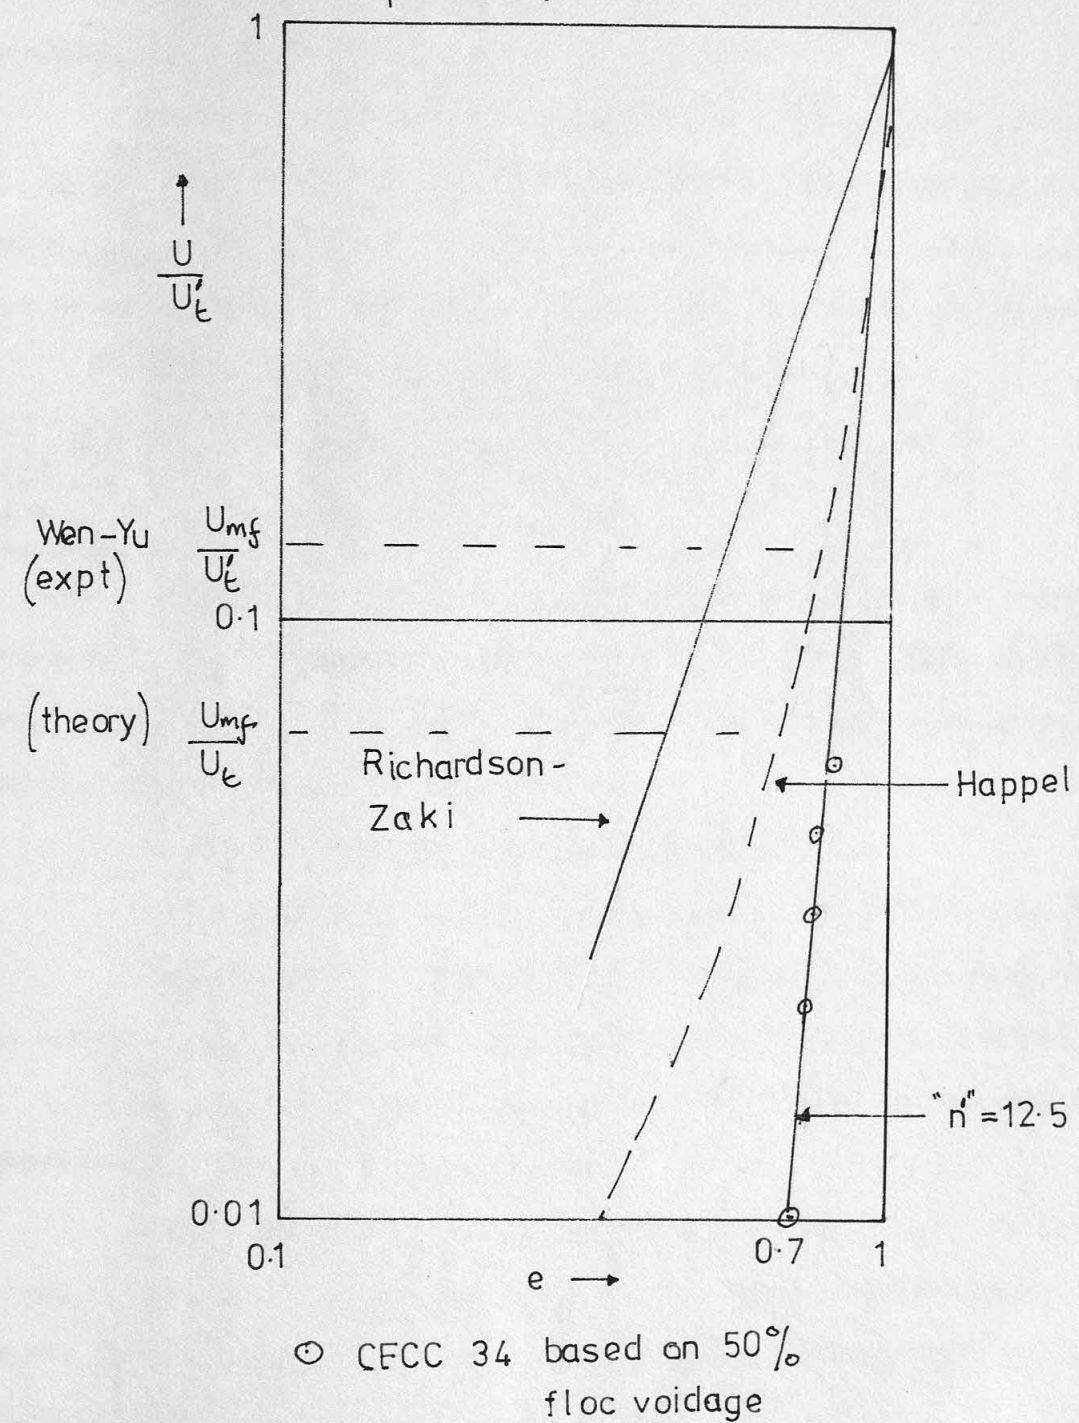 1
U
U't
Wen-Yu
(expt)
Umf
U't
0·1
(theory)
Umf
Ut
Richardson-
Zaki
Happel
"n'"=12·5
0·01
0·1
0·7
1
e
CFCC 34 based on 50%
floc voidage